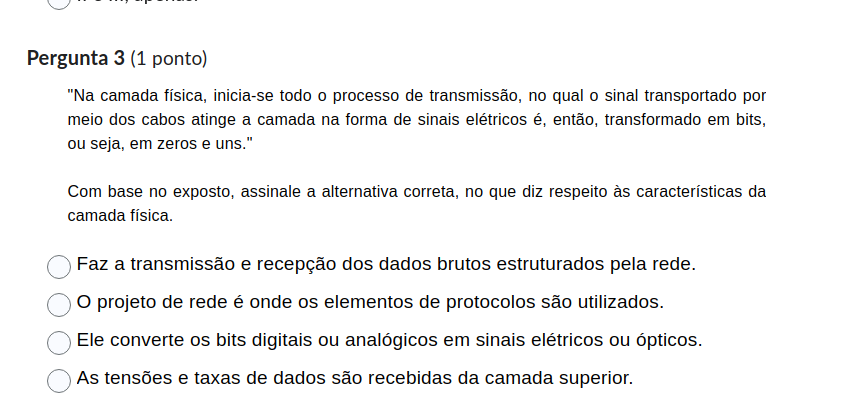 Pergunta 3 (1 ponto)
"Na camada física, inicia-se todo o processo de transmissão, no qual o sinal transportado por
meio dos cabos atinge a camada na forma de sinais elétricos é, então, transformado em bits,
ou seja, em zeros e uns."
Com base no exposto, assinale a alternativa correta, no que diz respeito às características da
camada física.
Faz a transmissão e recepção dos dados brutos estruturados pela rede.
O projeto de rede é onde os elementos de protocolos são utilizados.
Ele converte os bits digitais ou analógicos em sinais elétricos ou ópticos.
As tensões e taxas de dados são recebidas da camada superior.